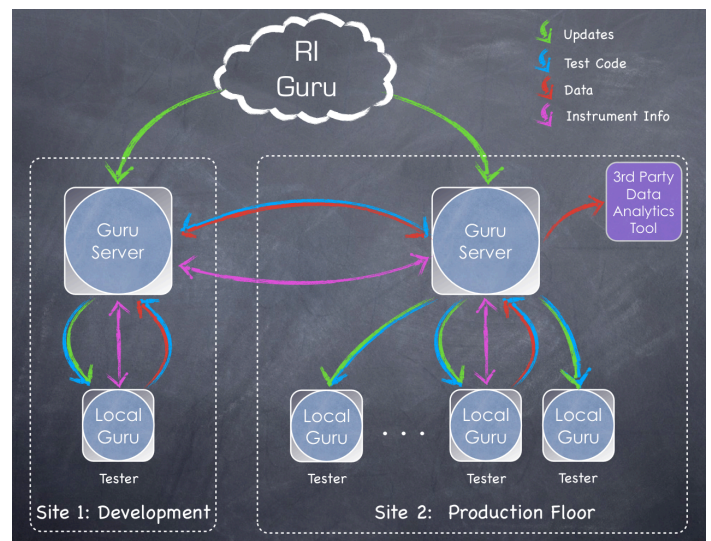 RI
Guru
Updates
Test Code
Data
Instrument Info
3rd Party
Data
Analytics
Tool
Guru
Server
Guru
Server
Local
Guru
Local
Guru
. . .
Local
Guru
Local
Guru
Tester
Tester
Tester
Tester
Site 1: Development
Site 2: Production Floor